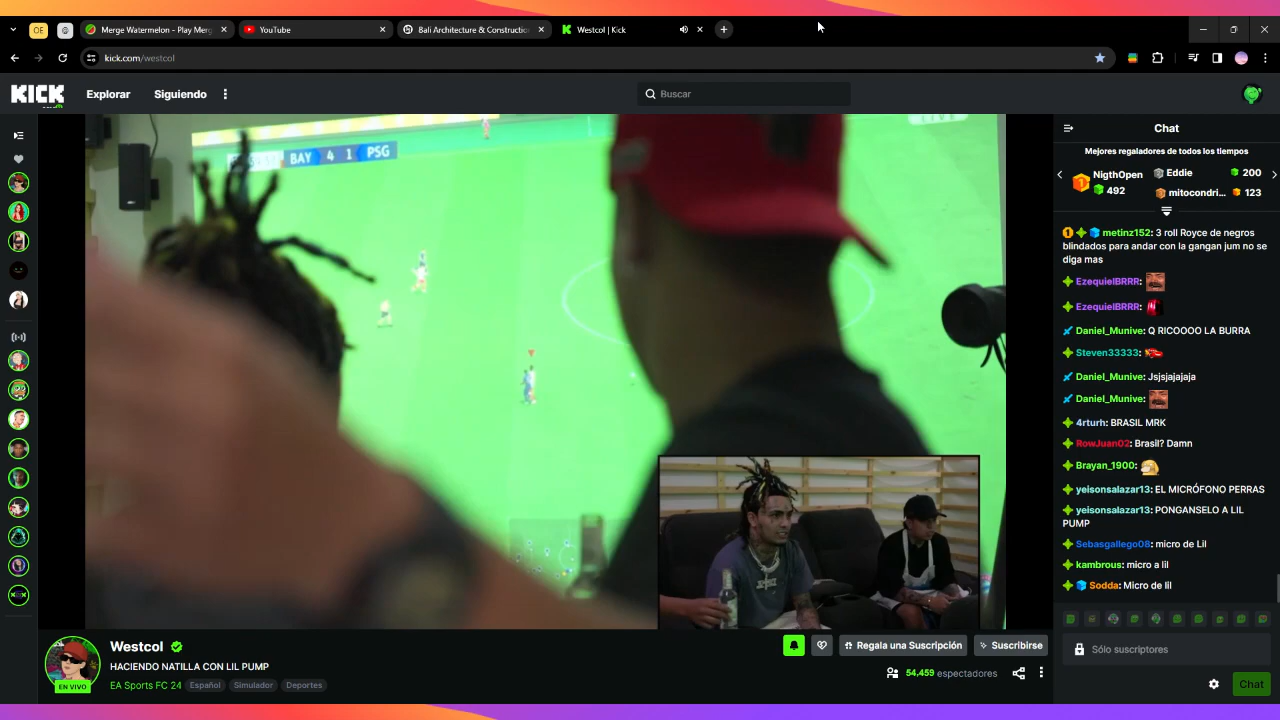 OE
Merge Watermelon - Play Merg
YouTube
Bali Architecture & Constructio
Westcol | Kick
kick.com/westcol
KICK
Explorar
Siguiendo
Buscar
BAY 4 1 PSG
LIVE
Chat
Mejores regaladores de todos los tiempos
NigthOpen
492
Eddie
200
mitocondri...
123
metinz152: 3 roll Royce de negros
blindados para andar con la gangan jum no se
diga mas
EzequielBRRR:
EzequielBRRR:
Daniel_Munive: Q RICOOOO LA BURRA
Steven33333:
Daniel_Munive: Jsjsjajajaja
Daniel_Munive:
4rturh: BRASIL MRK
RowJuan02: Brasil? Damn
Brayan_1900:
yeisonsalazar13: EL MICRÓFONO PERRAS
yeisonsalazar13: PONGANSELO A LIL
PUMP
Sebasgallego08: micro de Lil
kambrous: micro a lil
Sodda: Micro de lil
Sólo suscriptores
Chat
EN VIVO
Westcol
HACIENDO NATILLA CON LIL PUMP
EA Sports FC 24
Español
Simulador
Deportes
Regala una Suscripción
Suscribirse
54,459 espectadores